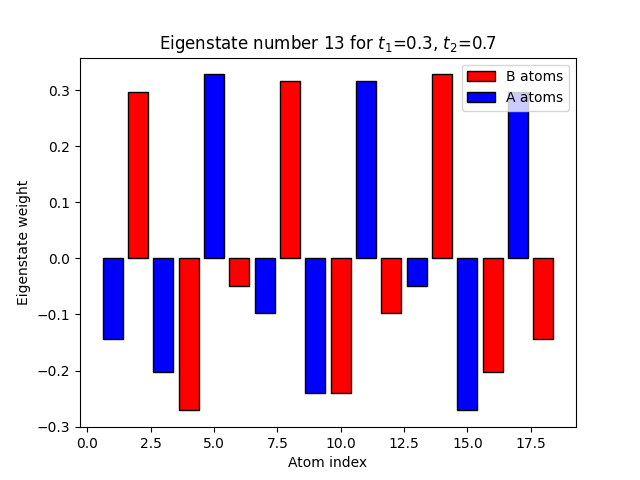 Eigenstate number 13 for $t_1$=0.3, $t_2$=0.7
B atoms
A atoms
0.3
0.2
0.1
0.0
−0.1
−0.2
−0.3
Eigenstate weight
0.0 2.5 5.0 7.5 10.0 12.5 15.0 17.5
Atom index